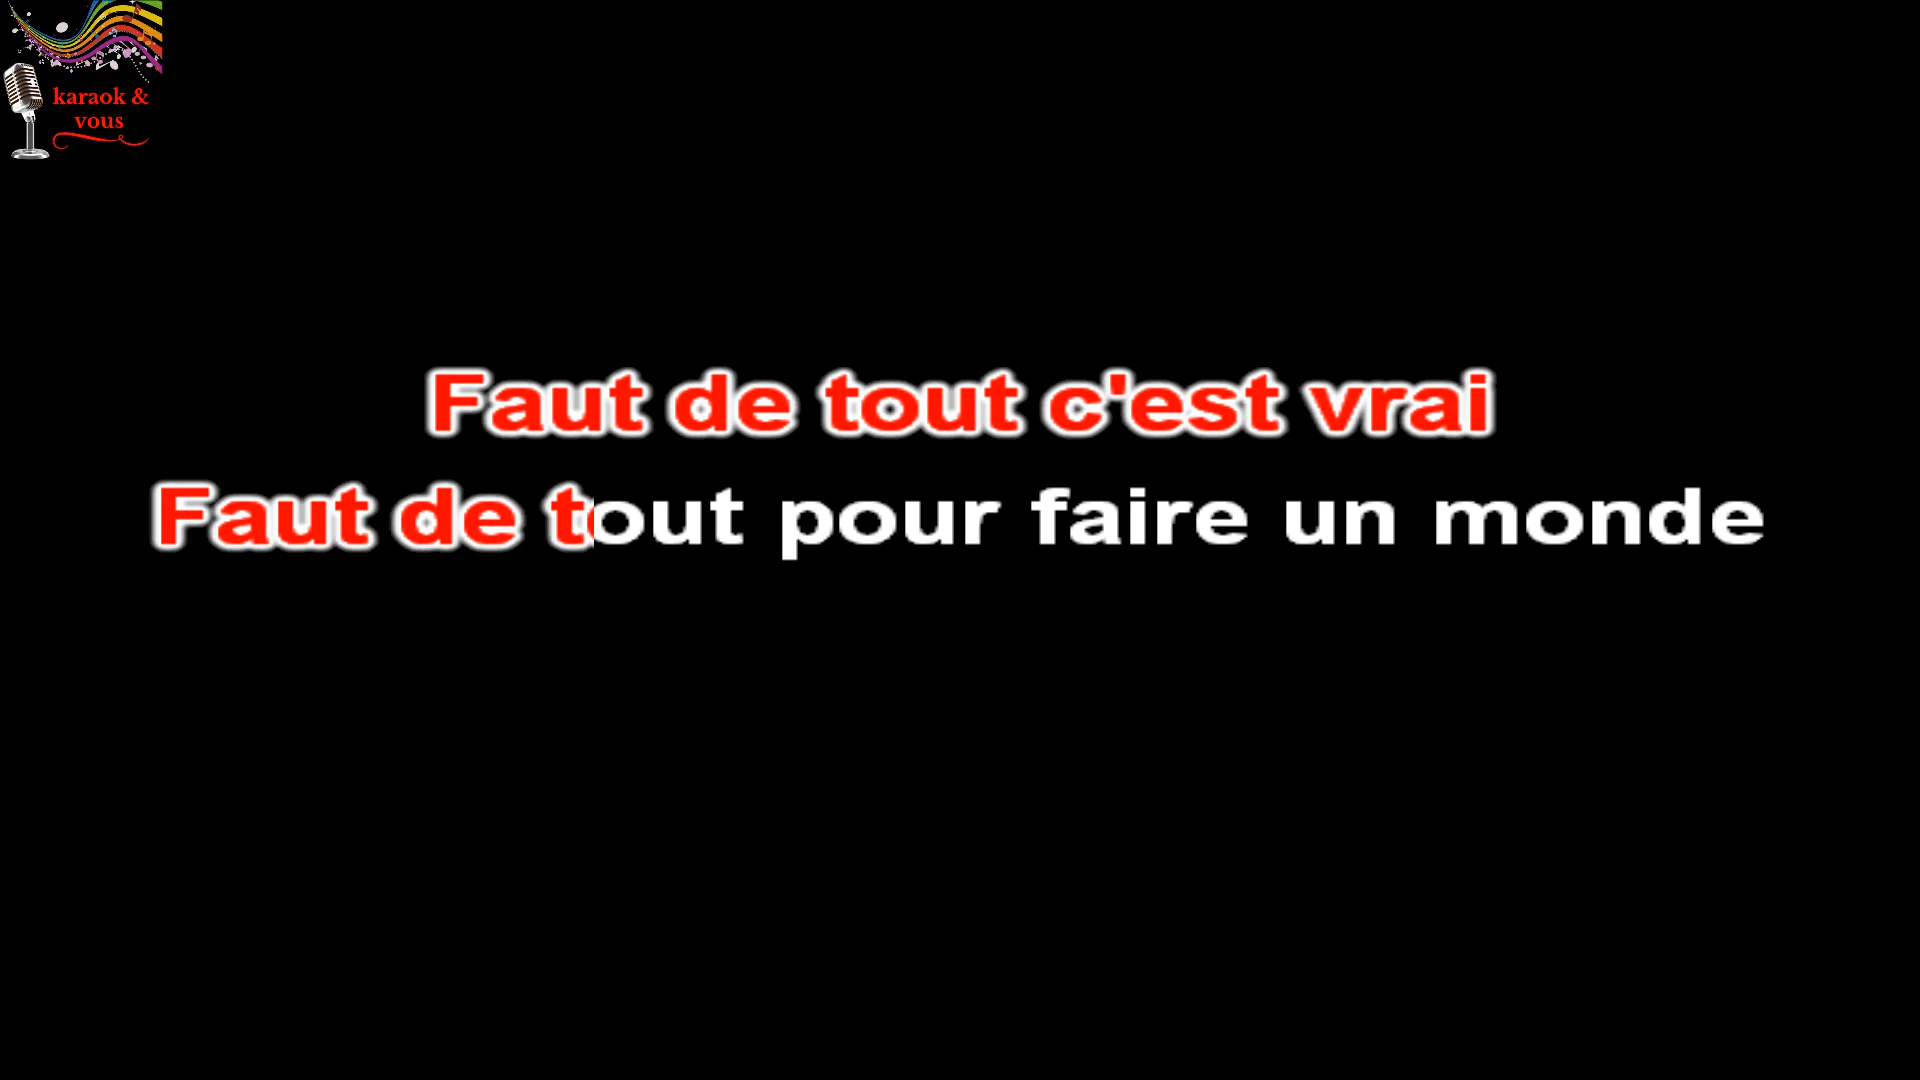 karaok &
vous
Faut de tout c'est vrai
Faut de tout pour faire un monde